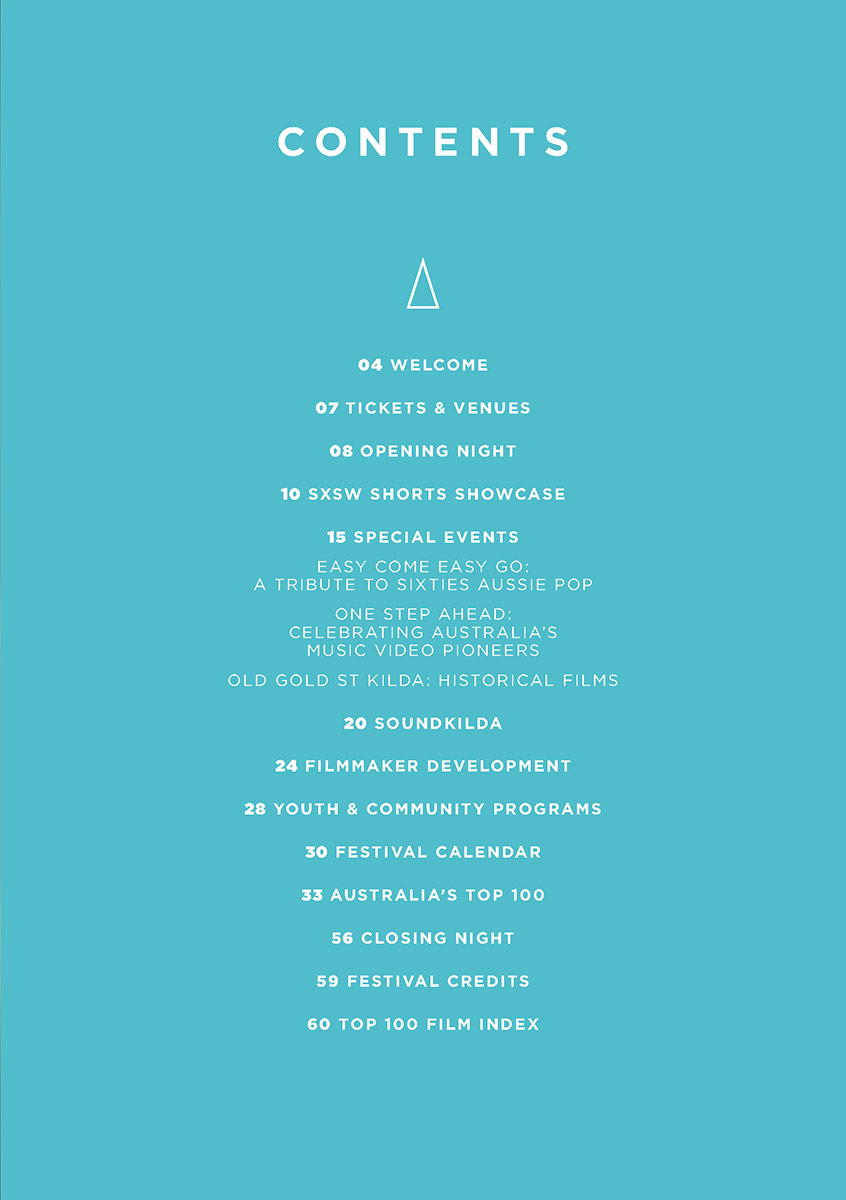 CONTENTS
04 WELCOME
07 TICKETS & VENUES
08 OPENING NIGHT
10 SXSW SHORTS SHOWCASE
15 SPECIAL EVENTS
EASY COME EASY GO:
A TRIBUTE TO SIXTIES AUSSIE POP
ONE STEP AHEAD:
CELEBRATING AUSTRALIA'S
MUSIC VIDEO PIONEERS
OLD GOLD ST KILDA: HISTORICAL FILMS
20 SOUNDKILDA
24 FILMMAKER DEVELOPMENT
28 YOUTH & COMMUNITY PROGRAMS
30 FESTIVAL CALENDAR
33 AUSTRALIA'S TOP 100
56 CLOSING NIGHT
59 FESTIVAL CREDITS
60 TOP 100 FILM INDEX